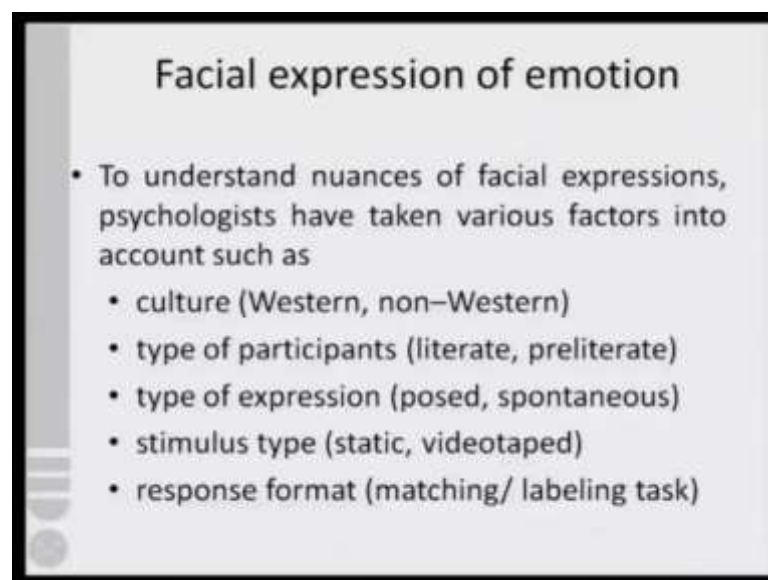 Facial expression of emotion
• To understand nuances of facial expressions,
psychologists have taken various factors into
account such as
• culture (Western, non–Western)
• type of participants (literate, preliterate)
• type of expression (posed, spontaneous)
• stimulus type (static, videotaped)
• response format (matching/ labeling task)